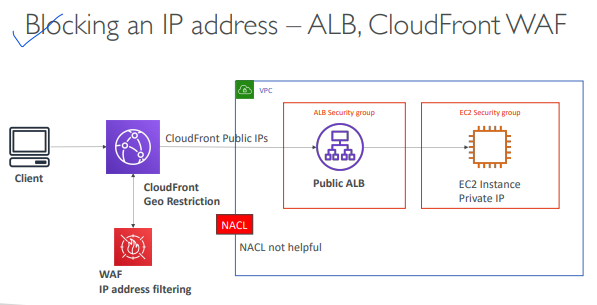 Blocking an IP address – ALB, CloudFront WAF
VPC
ALB Security group
EC2 Security group
CloudFront Public IPs
Client
CloudFront
Geo Restriction
Public ALB
EC2 Instance
Private IP
NACL
NACL not helpful
WAF
IP address filtering